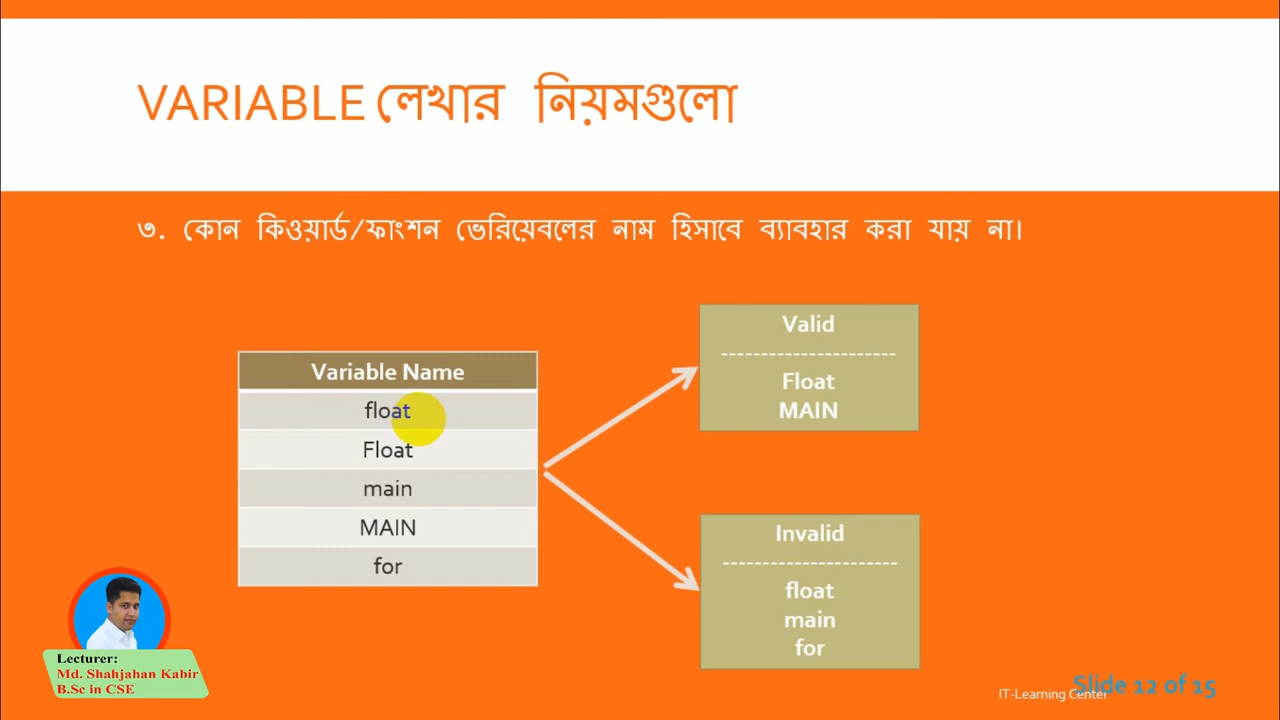 VARIABLE লেখার নিয়মগুলো
৩. কোন কিওয়ার্ড/ফাংশন ভেরিয়েবলের নাম হিসাবে ব্যাবহার করা যায় না।
Variable Name
float
Float
main
MAIN
for
Valid
----------------------
Float
MAIN
Invalid
----------------------
float
main
for
Lecturer:
Md. Shahjahan Kabir
B.Sc in CSE
IT-Learning Center
Slide 12 of 15